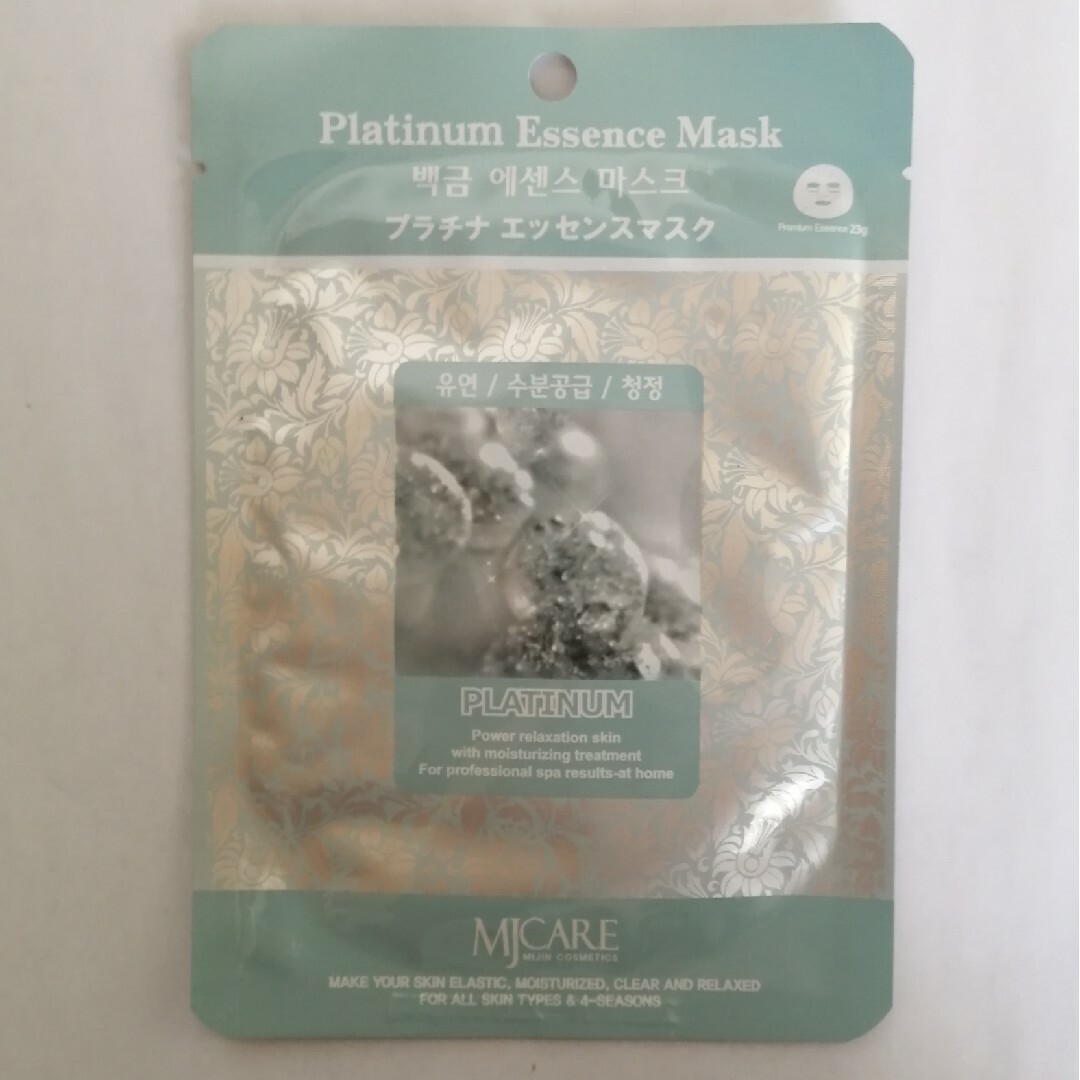 Platinum Essence Mask
백금 에센스 마스크
プラチナ エッセンスマスク
Premium Essence 23g
유연 / 수분공급 / 청정
PLATINUM
Power relaxation skin
with moisturizing treatment
For professional spa results-at home
MJCARE
MIJIN COSMETICS
MAKE YOUR SKIN ELASTIC, MOISTURIZED, CLEAR AND RELAXED
FOR ALL SKIN TYPES & 4-SEASONS